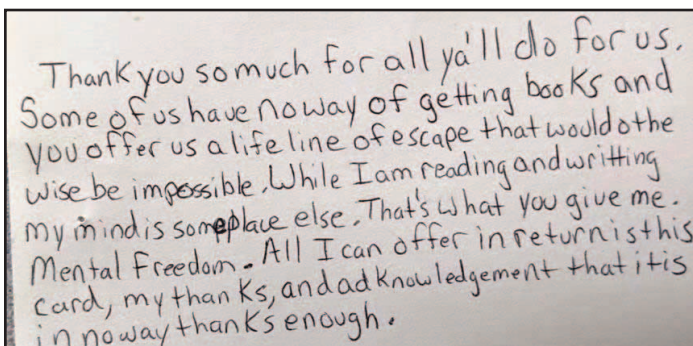 Thank you so much for all ya'll do for us.
Some of us have no way of getting books and
you offer us a life line of escape that would othe
wise be impossible. While I am reading and writting
my mind is someplace else. That's what you give me.
Mental Freedom. All I can offer in return is this
card, my thanks, and adknowledgement that it is
in no way thanks enough.